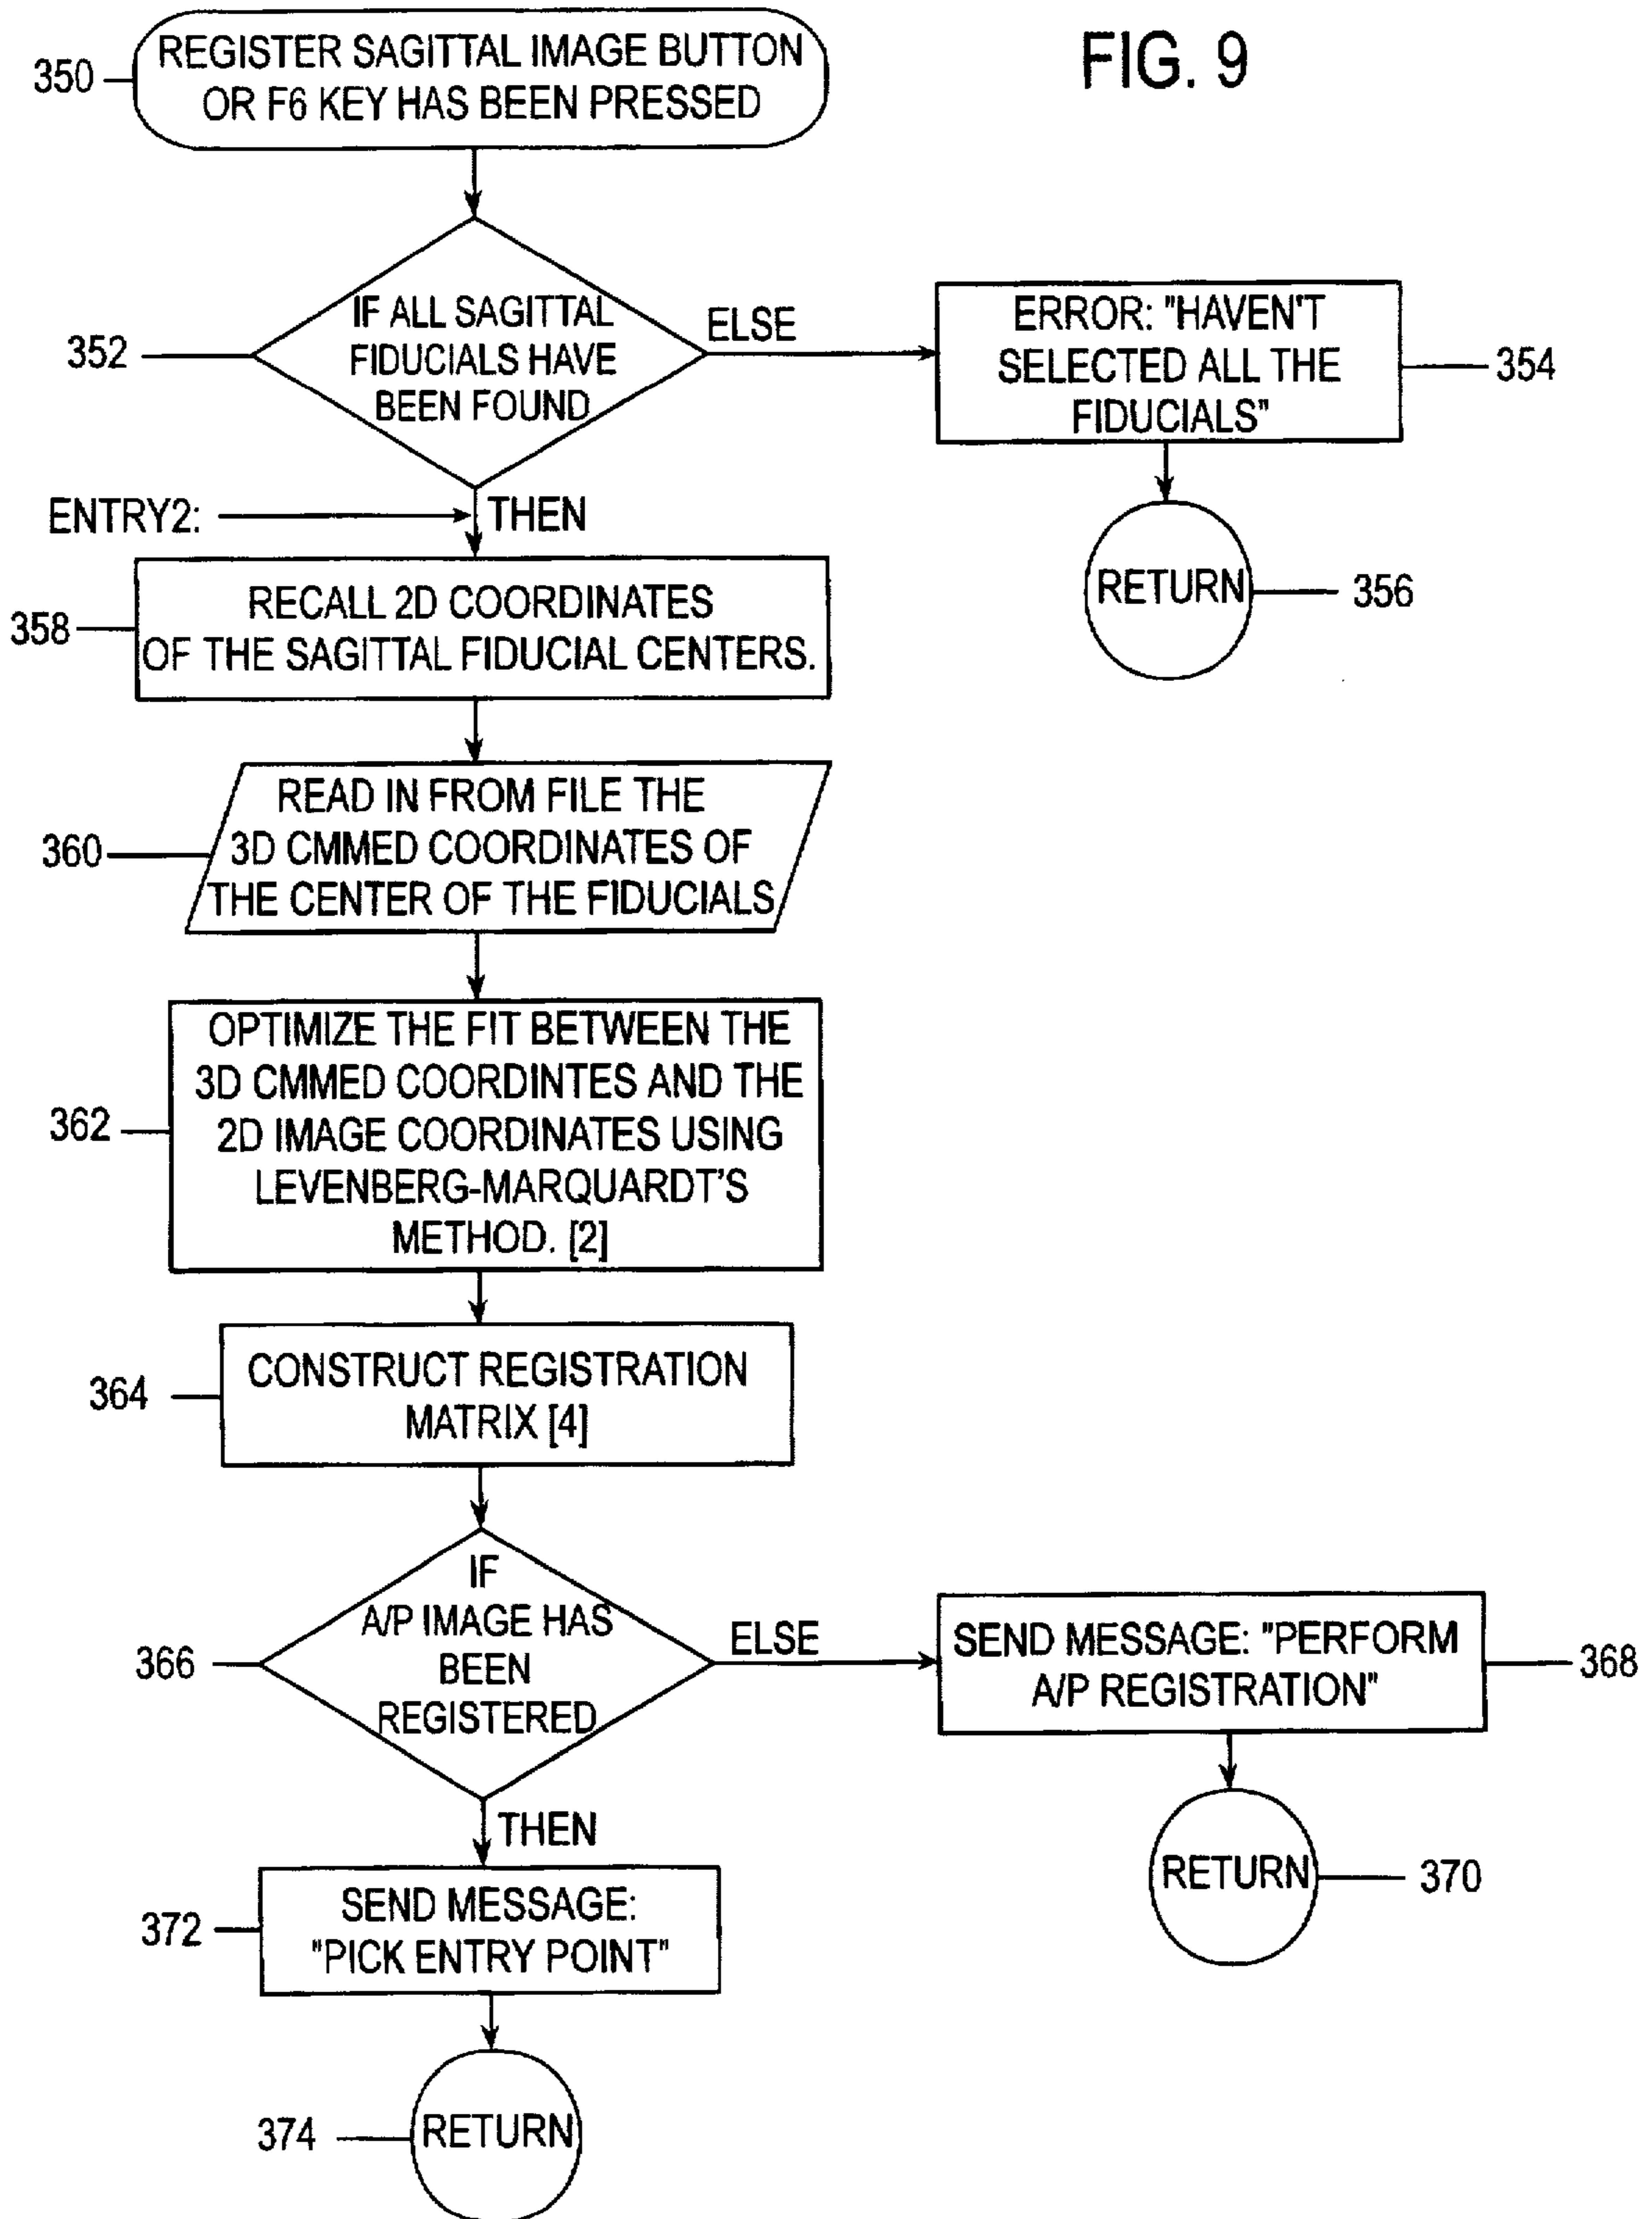 FIG. 9
350
REGISTER SAGITTAL IMAGE BUTTON
OR F6 KEY HAS BEEN PRESSED
352
IF ALL SAGITTAL
FIDUCIALS HAVE
BEEN FOUND
ELSE
ERROR: "HAVEN'T
SELECTED ALL THE
FIDUCIALS"
354
RETURN
356
ENTRY2:
THEN
358
RECALL 2D COORDINATES
OF THE SAGITTAL FIDUCIAL CENTERS.
360
READ IN FROM FILE THE
3D CMMED COORDINATES OF
THE CENTER OF THE FIDUCIALS
362
OPTIMIZE THE FIT BETWEEN THE
3D CMMED COORDINTES AND THE
2D IMAGE COORDINATES USING
LEVENBERG-MARQUARDT'S
METHOD. [2]
364
CONSTRUCT REGISTRATION
MATRIX [4]
366
IF
A/P IMAGE HAS
BEEN
REGISTERED
ELSE
SEND MESSAGE: "PERFORM
A/P REGISTRATION"
368
RETURN
370
THEN
372
SEND MESSAGE:
"PICK ENTRY POINT"
374
RETURN